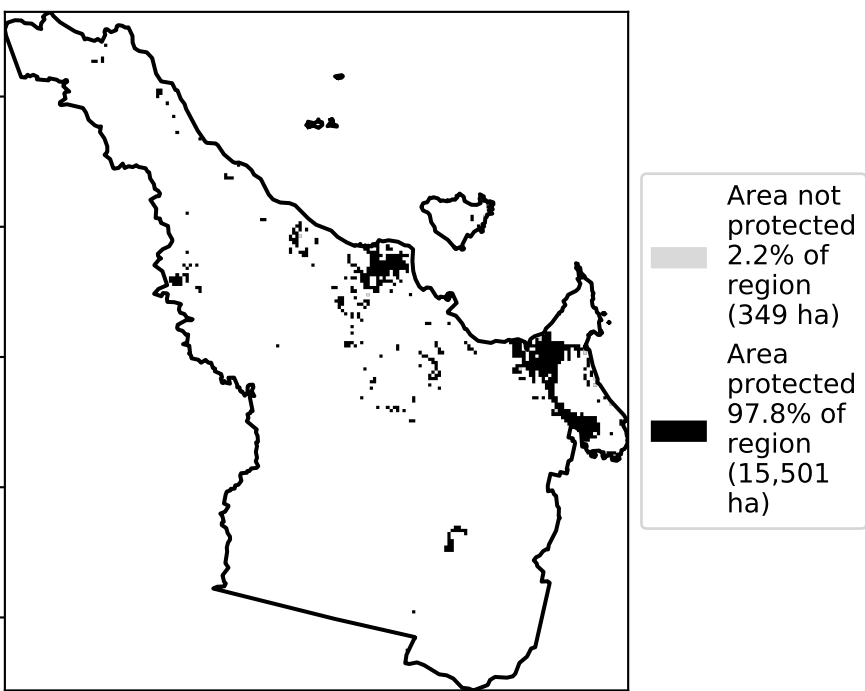 Area not
protected
2.2% of
region
(349 ha)
Area
protected
97.8% of
region
(15,501
ha)